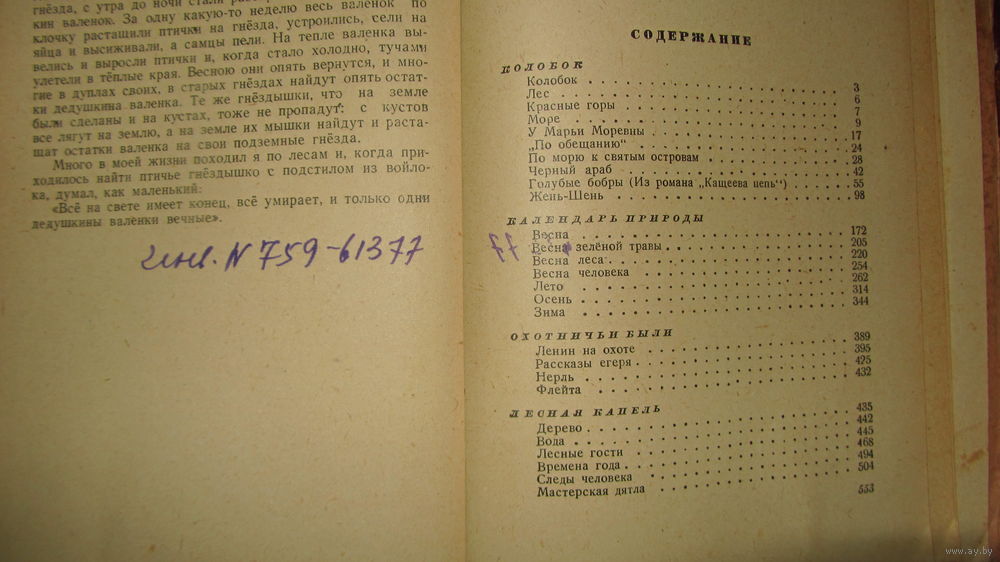 гнёзда, с утра до ночи стали
кин валенок. За одну какую-то неделю весь валенок по
клочку растащили птички на гнёзда, устроились, сели на
яйца и высиживали, а самцы пели. На тепле валенка вы-
велись и выросли птички и, когда стало холодно, тучами
улетели в тёплые края. Весною они опять вернутся, и мно-
гие в дуплах своих, в старых гнёздах найдут опять остат-
ки дедушкина валенка. Те же гнёздышки, что на земле
были сделаны и на кустах, тоже не пропадут: с кустов
все лягут на землю, а на земле их мышки найдут и раста-
щат остатки валенка на свои подземные гнёзда.
Много в моей жизни походил я по лесам и, когда при-
ходилось найти птичье гнёздышко с подстилом из войло-
ка, думал, как маленький:
«Всё на свете имеет конец, всё умирает, и только одни
дедушкины валенки вечные».
инв. N 759-61377
СОДЕРЖАНИЕ
КОЛОБОК
Колобок 3
Лес 6
Красные горы 7
Море 9
У Марьи Моревны 17
„По обещанию“ 24
По морю к святым островам 28
Черный араб 42
Голубые бобры (Из романа „Кащеева цепь“) 55
Жень-Шень 98
КАЛЕНДАРЬ ПРИРОДЫ
Весна 172
Весна зелёной травы 205
Весна леса 220
Весна человека 254
Лето 262
Осень 314
Зима 344
ОХОТНИЧЬИ БЫЛИ
Ленин на охоте 389
Рассказы егеря 395
Нерль 425
Флейта 432
ЛЕСНАЯ КАПЕЛЬ
Дерево 435
Вода 442
Лесные гости 445
Времена года 468
Следы человека 494
Мастерская дятла 504
553
www.ay.by